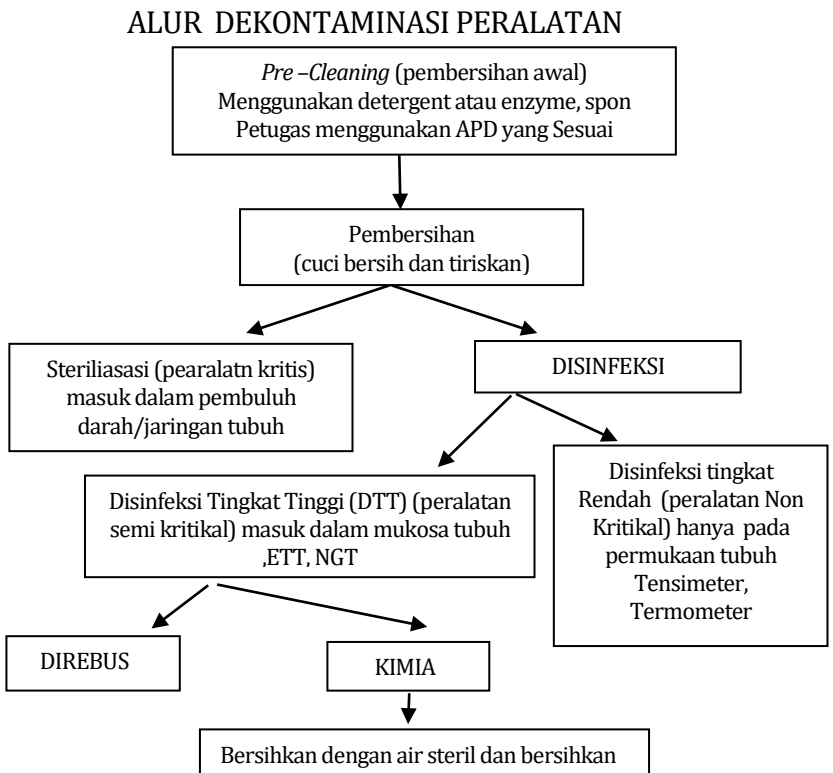 ALUR DEKONTAMINASI PERALATAN
Pre –Cleaning (pembersihan awal)
Menggunakan detergent atau enzyme, spon
Petugas menggunakan APD yang Sesuai
Pembersihan
(cuci bersih dan tiriskan)
Steriliasasi (pearalatn kritis)
masuk dalam pembuluh
darah/jaringan tubuh
DISINFEKSI
Disinfeksi Tingkat Tinggi (DTT) (peralatan
semi kritikal) masuk dalam mukosa tubuh
,ETT, NGT
Disinfeksi tingkat
Rendah (peralatan Non
Kritikal) hanya pada
permukaan tubuh
Tensimeter,
Termometer
DIREBUS
KIMIA
Bersihkan dengan air steril dan bersihkan